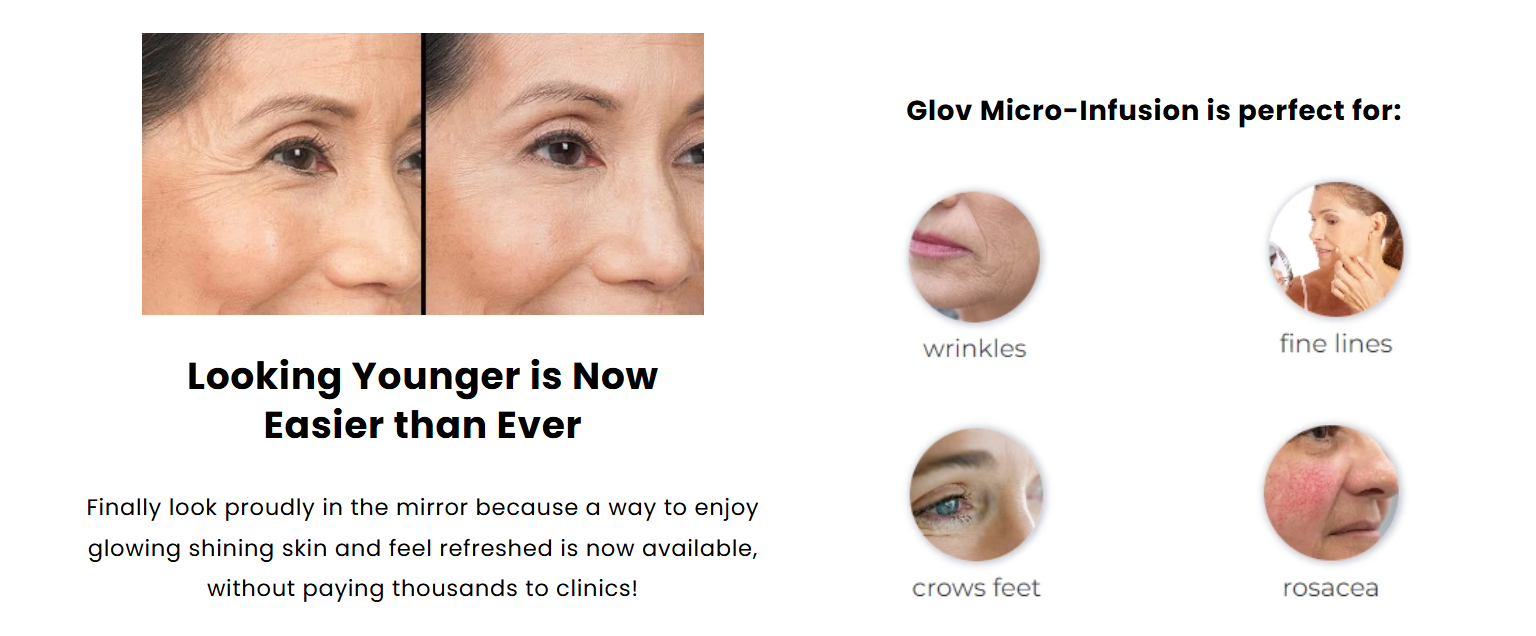 Looking Younger is Now
Easier than Ever
Finally look proudly in the mirror because a way to enjoy
glowing shining skin and feel refreshed is now available,
without paying thousands to clinics!
Glov Micro-Infusion is perfect for:
wrinkles
fine lines
crows feet
rosacea